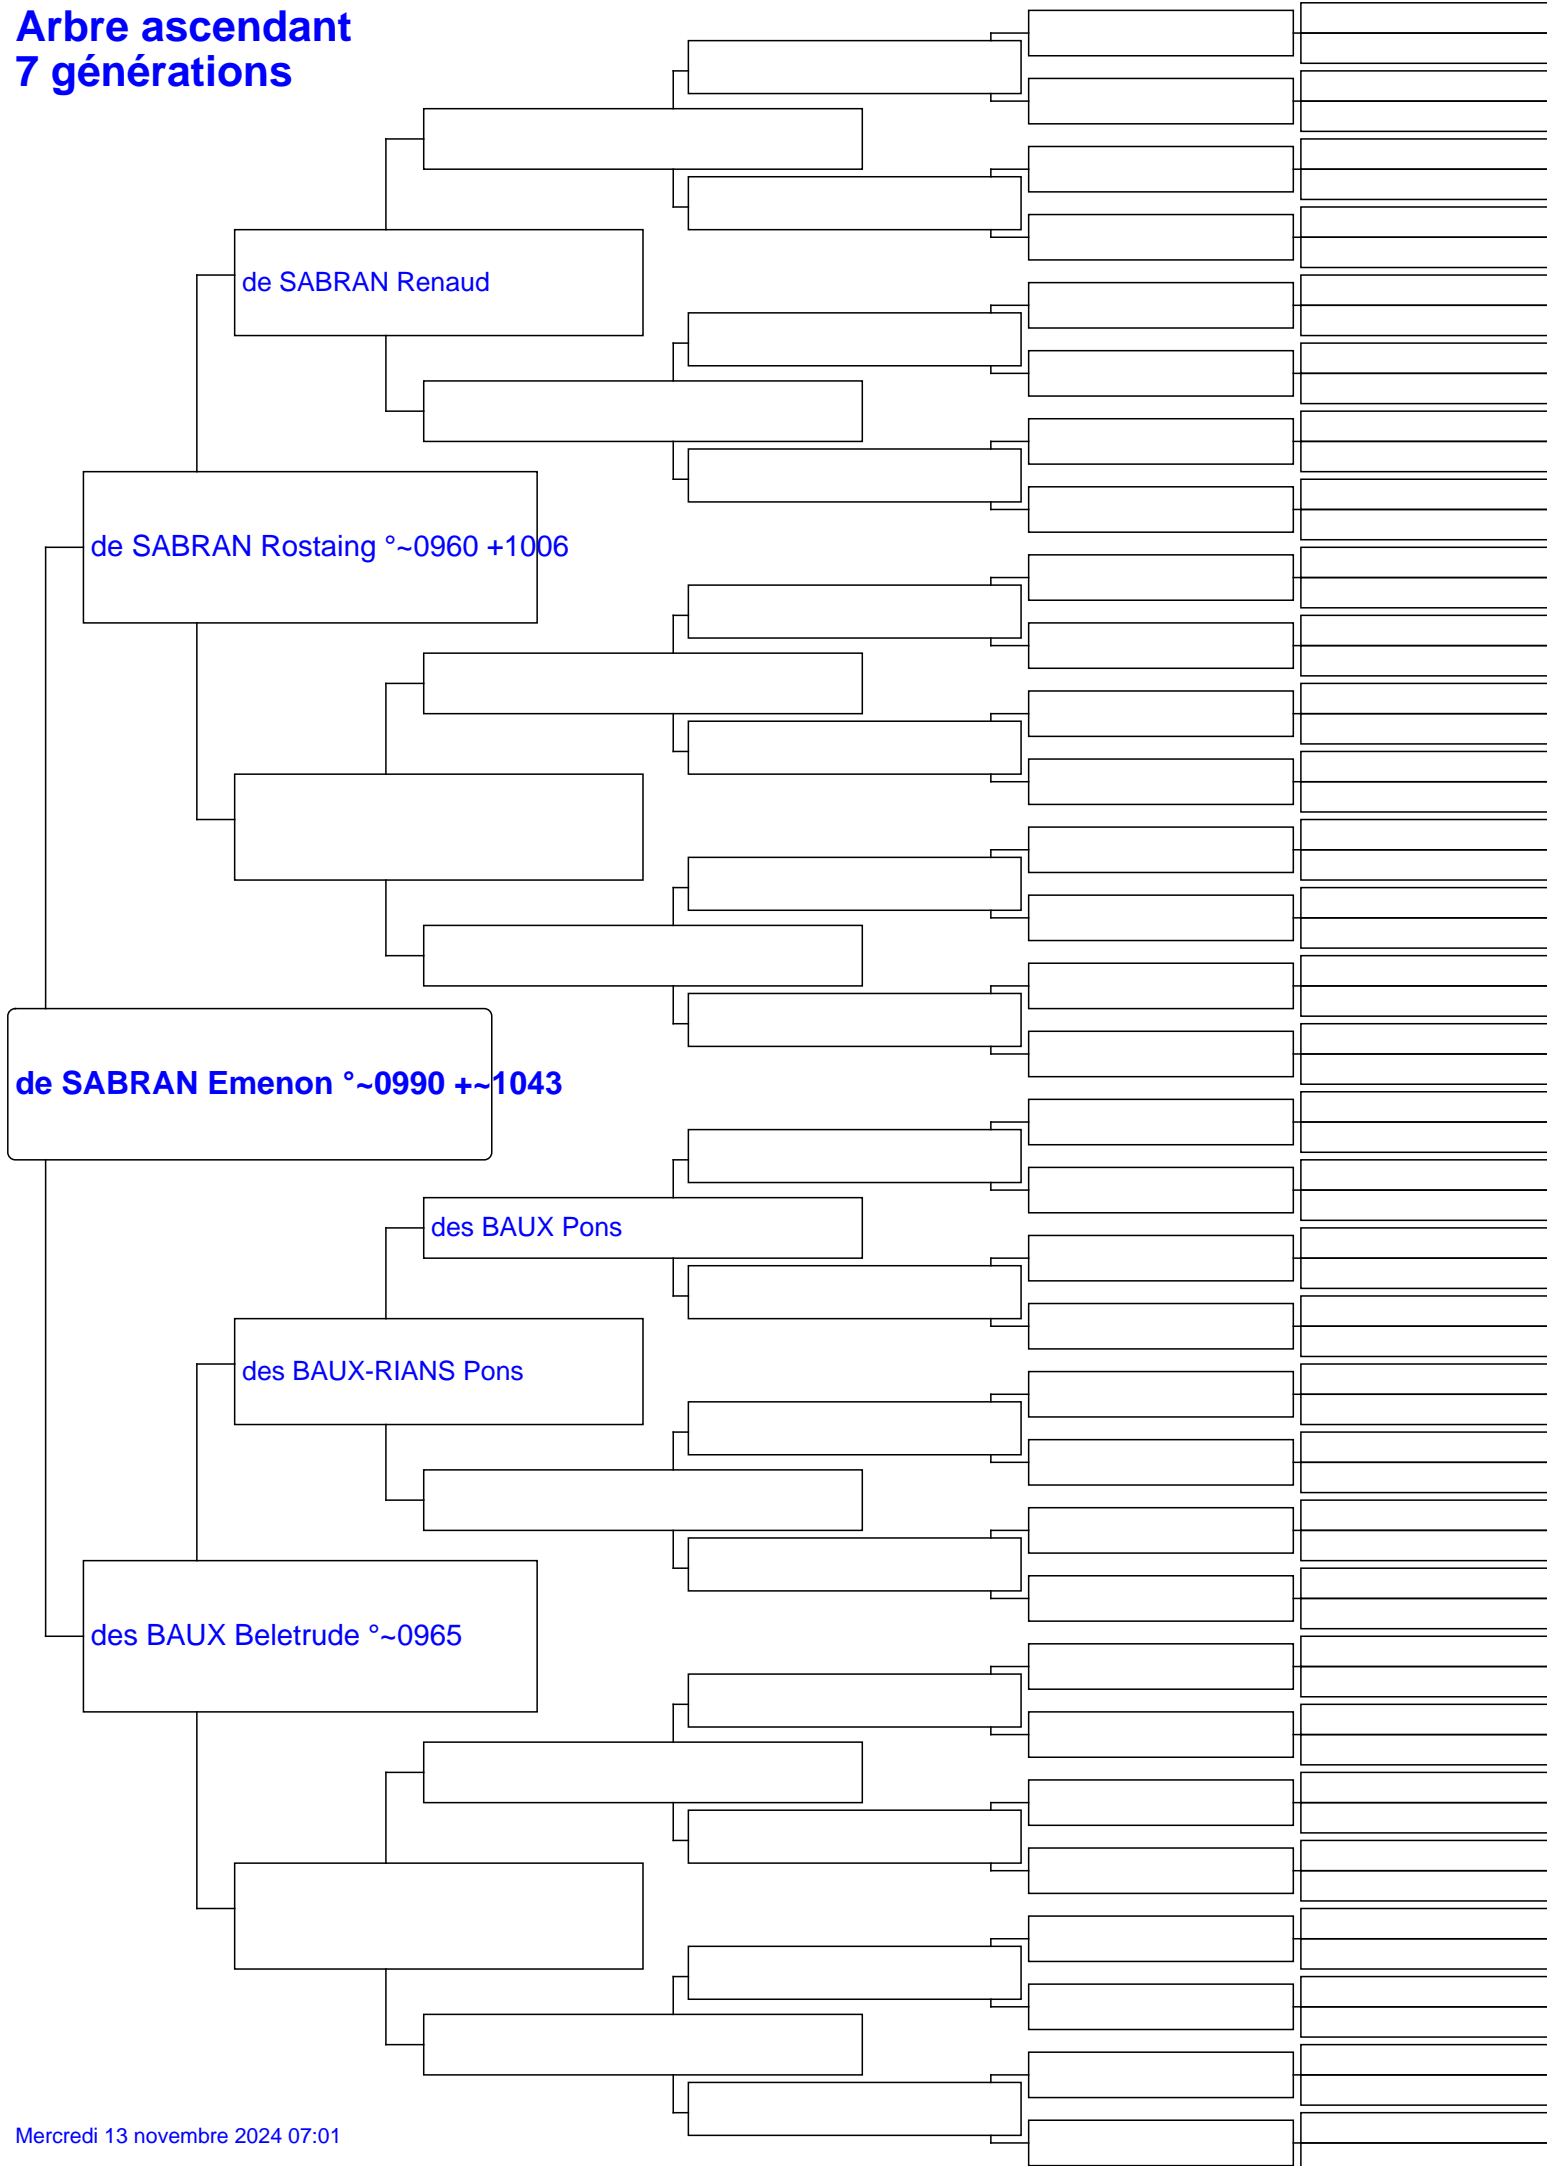 Arbre ascendant
7 générations
de SABRAN Renaud
de SABRAN Rostaing °~0960 +1006
de SABRAN Emenon °~0990 +~1043
des BAUX Pons
des BAUX-RIANS Pons
des BAUX Beletrude °~0965
Mercredi 13 novembre 2024 07:01